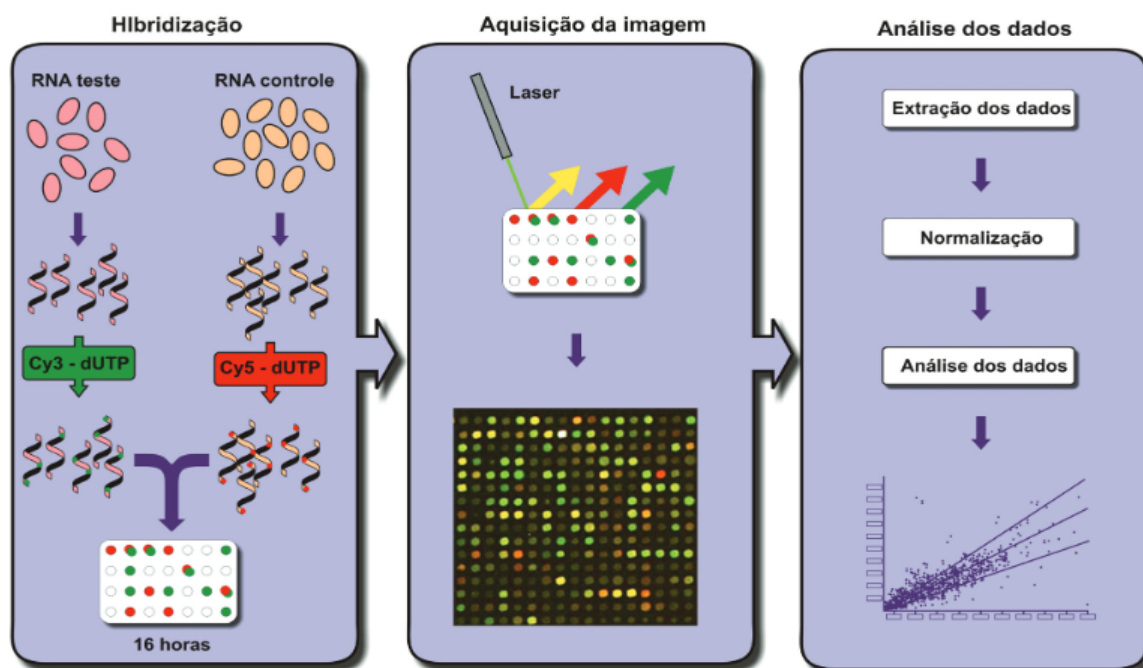 HIbridização
RNA teste
RNA controle
Cy3 - dUTP
Cy5 - dUTP
16 horas
Aquisição da imagem
Laser
Análise dos dados
Extração dos dados
Normalização
Análise dos dados